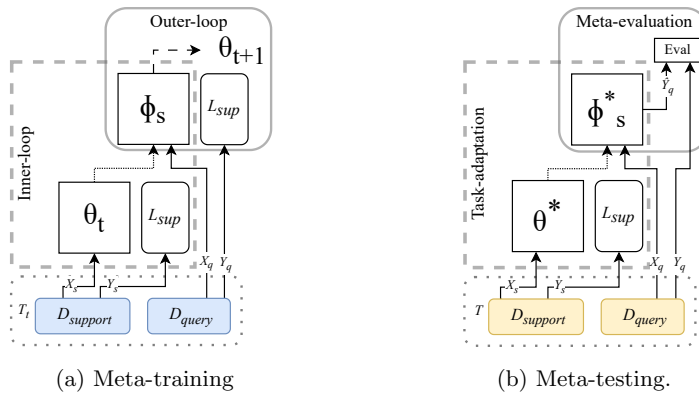 Outer-loop
θt+1
Inner-loop
ϕs
Lsup
θt
Lsup
Xs
Ys
Xq
Yq
Tt
Dsupport
Dquery
(a) Meta-training
Meta-evaluation
Eval
Ŷq
Task-adaptation
ϕ*s
θ*
Lsup
Xs
Ys
Xq
Yq
T
Dsupport
Dquery
(b) Meta-testing.